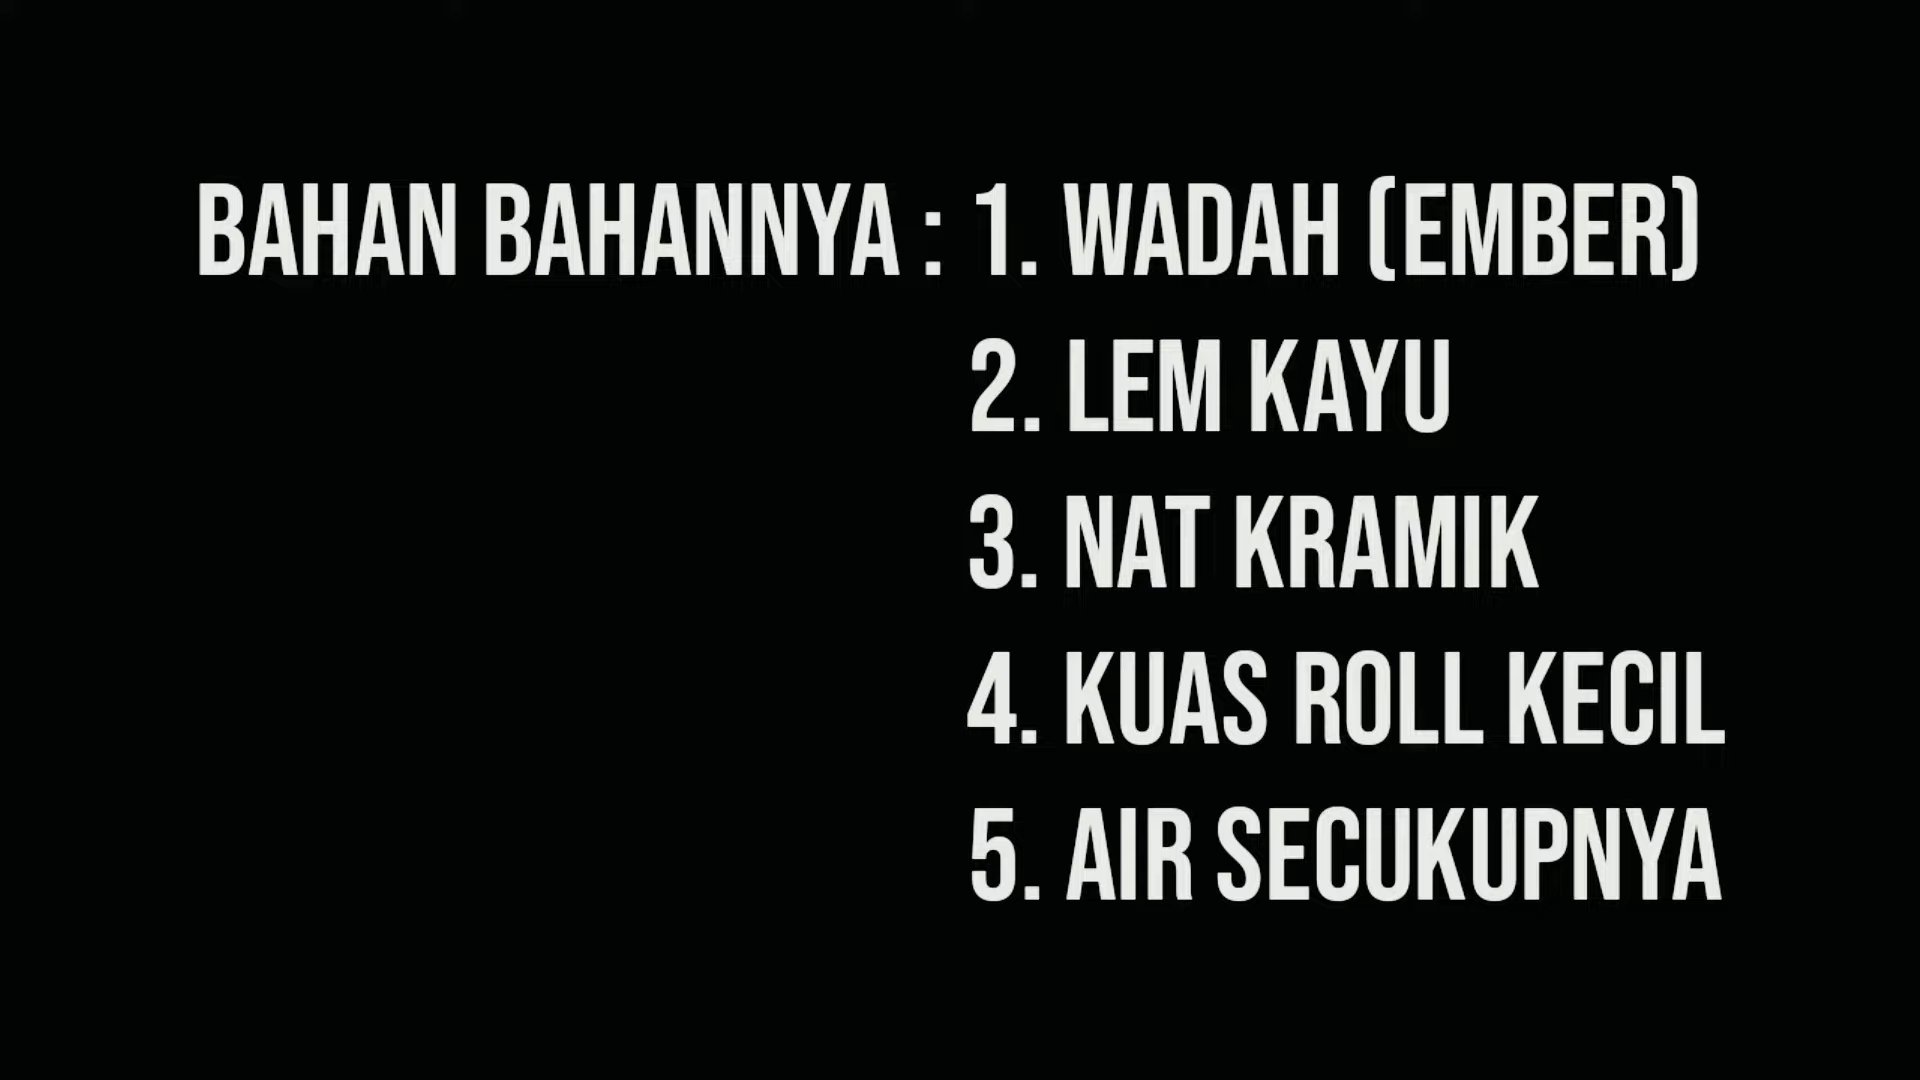 BAHAN BAHANNYA : 1. WADAH (EMBER)
2. LEM KAYU
3. NAT KRAMIK
4. KUAS ROLL KECIL
5. AIR SECUKUPNYA